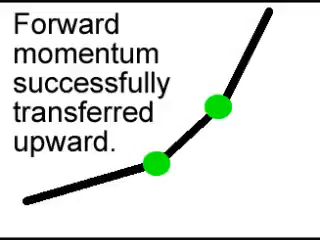 Forward
momentum
successfully
transferred
upward.